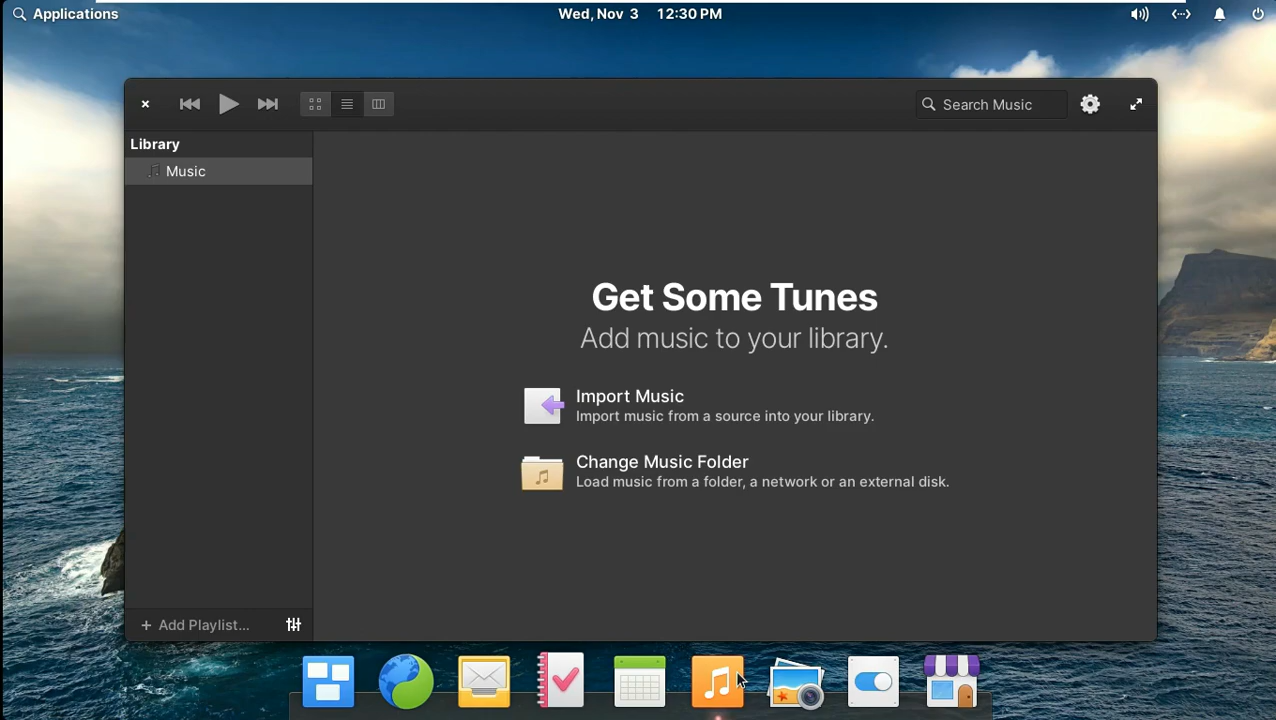 Applications
Wed, Nov 3 12:30 PM
Search Music
Library
Music
Get Some Tunes
Add music to your library.
Import Music
Import music from a source into your library.
Change Music Folder
Load music from a folder, a network or an external disk.
+ Add Playlist...